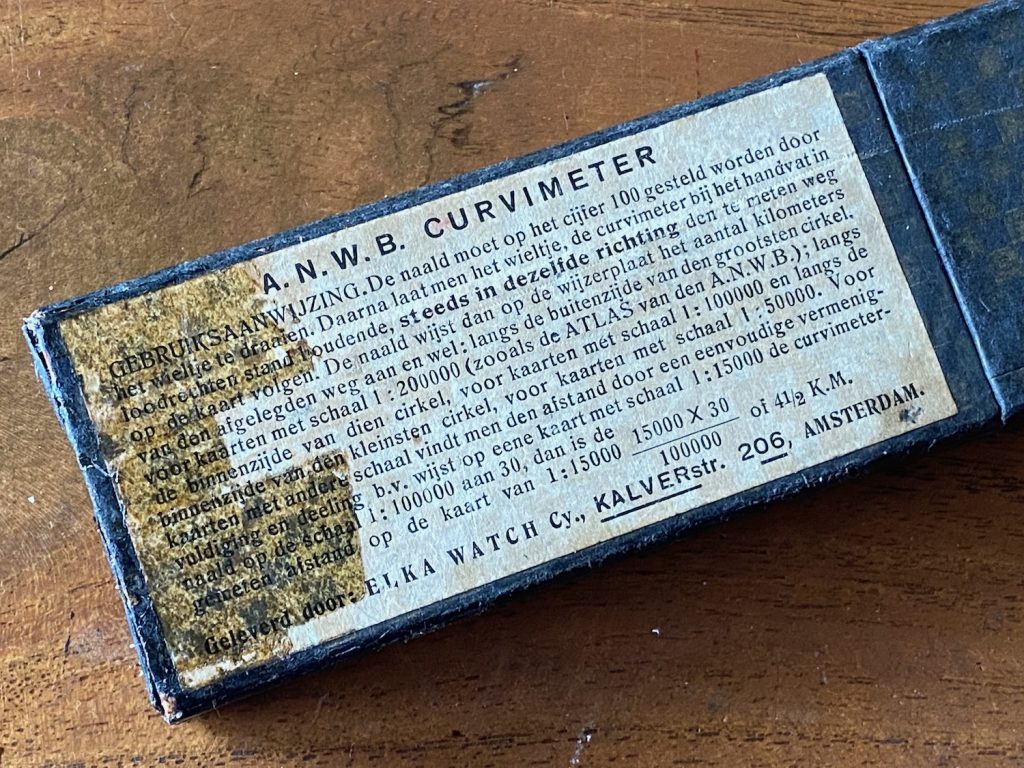 A. N. W. B. CURVIMETER
GEBRUIKSAANWIJZING. De naald moet op het cijfer 100 gesteld worden door
het wieltje te draaien. Daarna laat men het wieltje, de curvimeter bij het handvat in
loodrechten stand houdende, steeds in dezelfde richting den te meten weg
op de kaart volgen. De naald wijst dan op de wijzerplaat het aantal kilometers
van den afgelegden weg aan en wel: langs de buitenzijde van den grootsten cirkel,
voor kaarten met schaal 1:200000 (zooals de ATLAS van den A.N.W.B.); langs
de binnenzijde van dien cirkel, voor kaarten met schaal 1:100000 en langs de
binnenzijde van den kleinsten cirkel, voor kaarten met schaal 1:50000. Voor
kaarten met andere schaal vindt men den afstand door een eenvoudige vermenig-
vuldiging en deeling b.v. wijst op eene kaart met schaal 1:15000 de curvimeter-
naald op de schaal 1:100000 aan 30, dan is de 15000 X 30 of 41/2 K.M.
gemeten afstand op de kaart van 1:15000 100000
Geleverd door: ELKA WATCH Cy., KALVERstr. 206, AMSTERDAM.